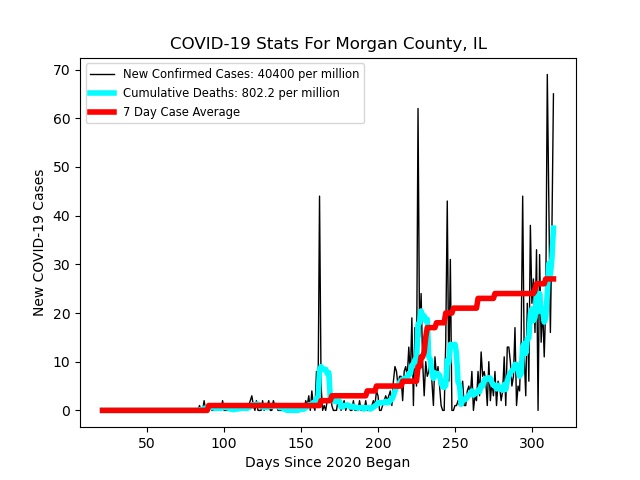 COVID-19 Stats For Morgan County, IL
New Confirmed Cases: 40400 per million
Cumulative Deaths: 802.2 per million
7 Day Case Average
New COVID-19 Cases
70
60
50
40
30
20
10
0
50
100
150
200
250
300
Days Since 2020 Began